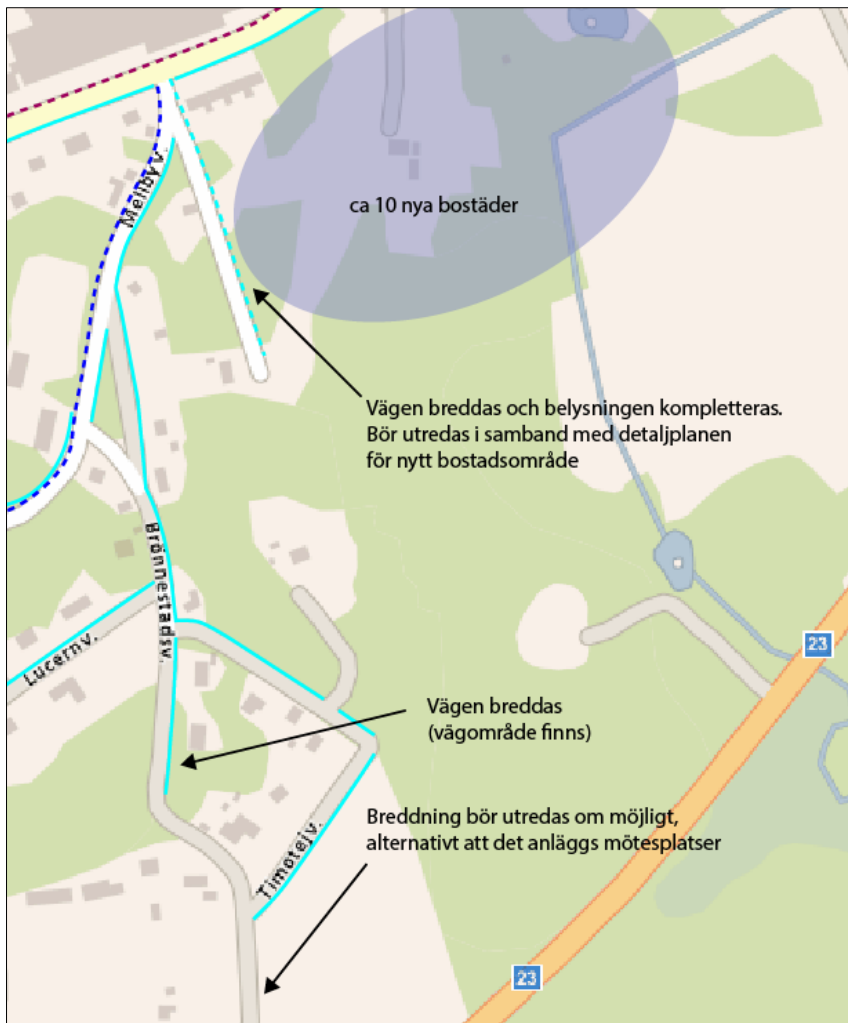 ca 10 nya bostäder
Mellbyv.
Vägen breddas och belysningen kompletteras.
Bör utredas i samband med detaljplanen
för nytt bostadsområde
Brönnestadsv.
Lucernv.
23
Vägen breddas
(vägområde finns)
Breddning bör utredas om möjligt,
alternativt att det anläggs mötesplatser
Timotejv.
23